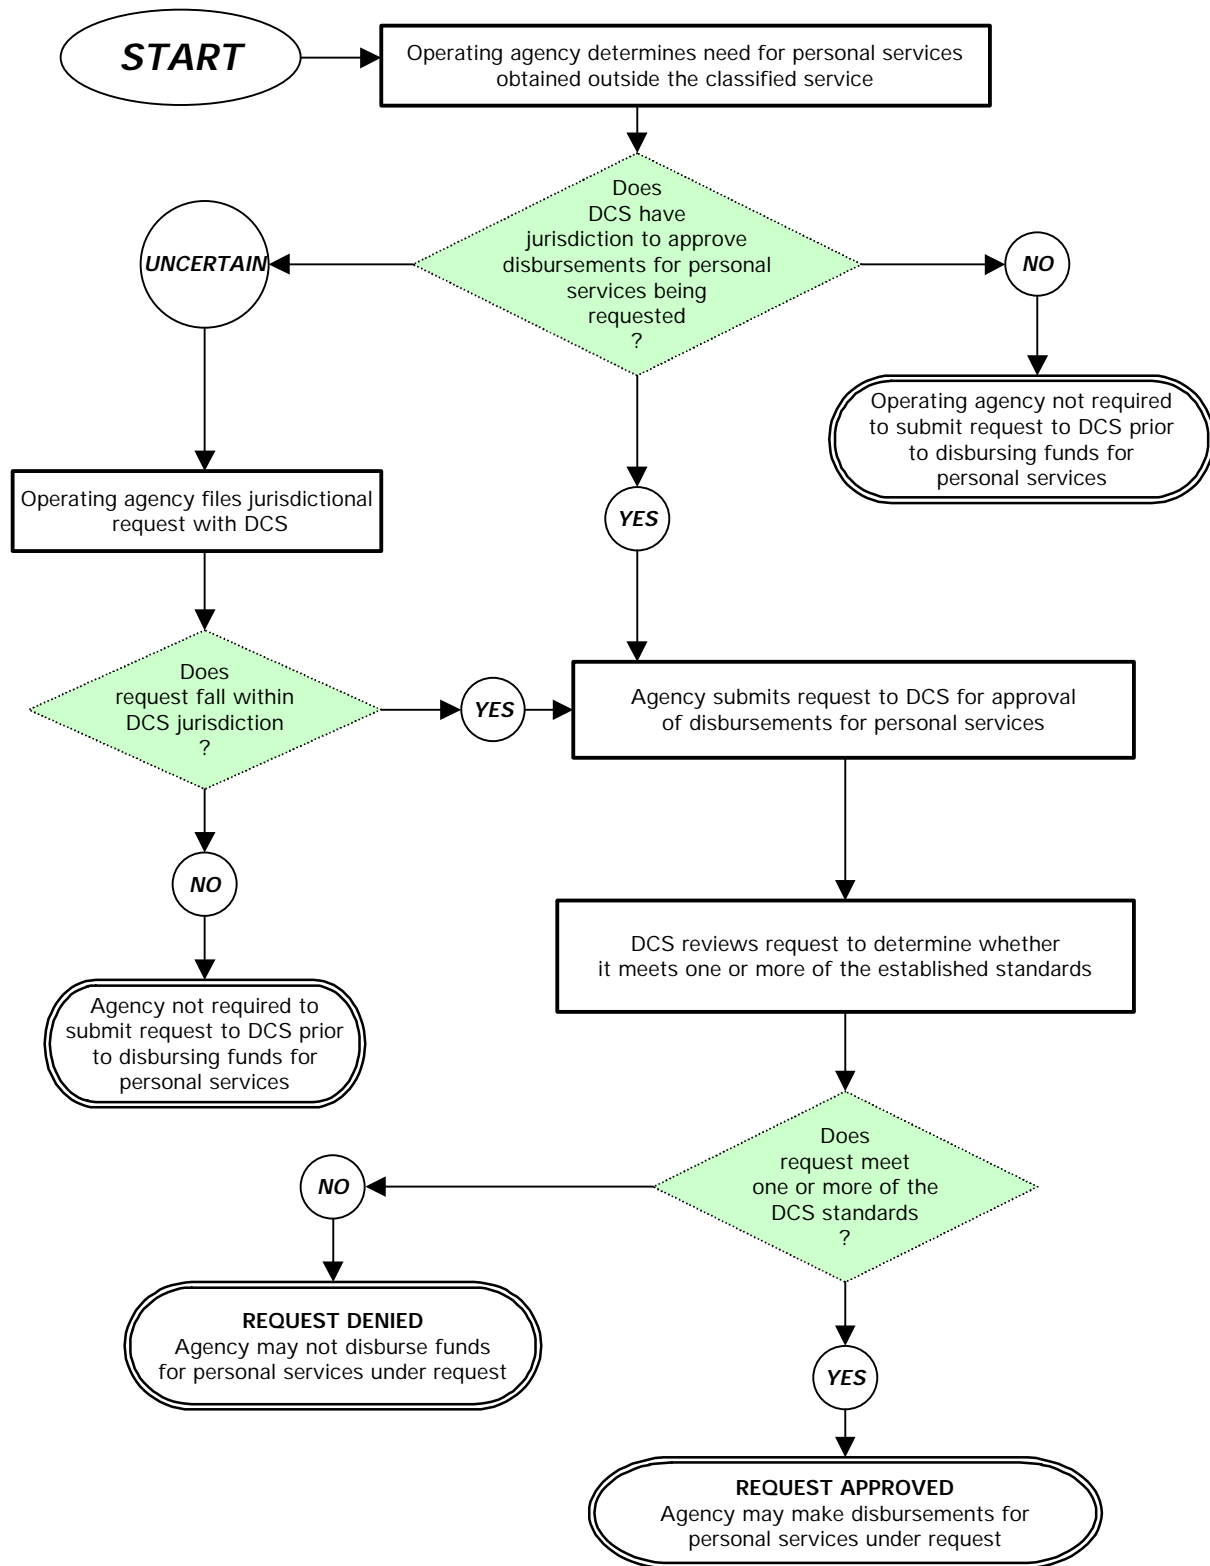 START
Operating agency determines need for personal services
obtained outside the classified service
Does
DCS have
jurisdiction to approve
disbursements for personal
services being
requested
?
UNCERTAIN
NO
Operating agency not required
to submit request to DCS prior
to disbursing funds for
personal services
YES
Operating agency files jurisdictional
request with DCS
Does
request fall within
DCS jurisdiction
?
YES
Agency submits request to DCS for approval
of disbursements for personal services
NO
Agency not required to
submit request to DCS prior
to disbursing funds for
personal services
DCS reviews request to determine whether
it meets one or more of the established standards
Does
request meet
one or more of the
DCS standards
?
NO
REQUEST DENIED
Agency may not disburse funds
for personal services under request
YES
REQUEST APPROVED
Agency may make disbursements for
personal services under request